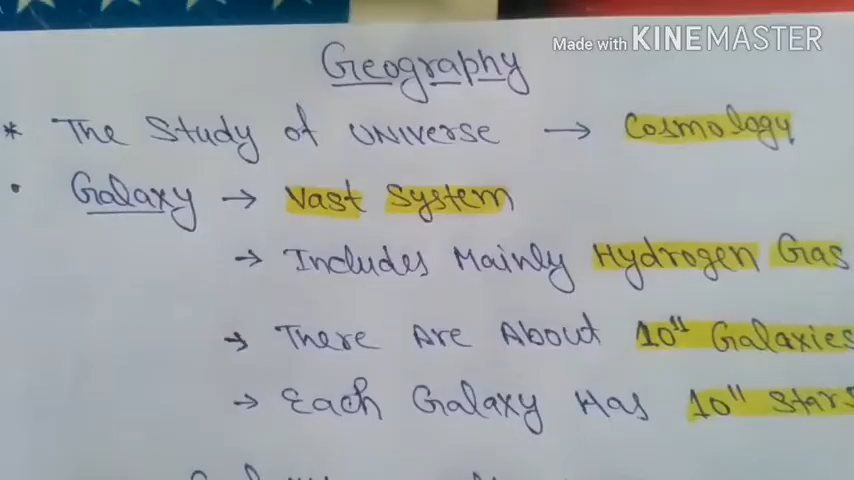 Made with KINEMASTER
Geography
* The Study of UNIVERSE → Cosmology
• Galaxy → Vast System
→ Includes Mainly Hydrogen Gas
→ There Are About 10¹¹ Galaxies
→ Each Galaxy Has 10¹¹ Stars